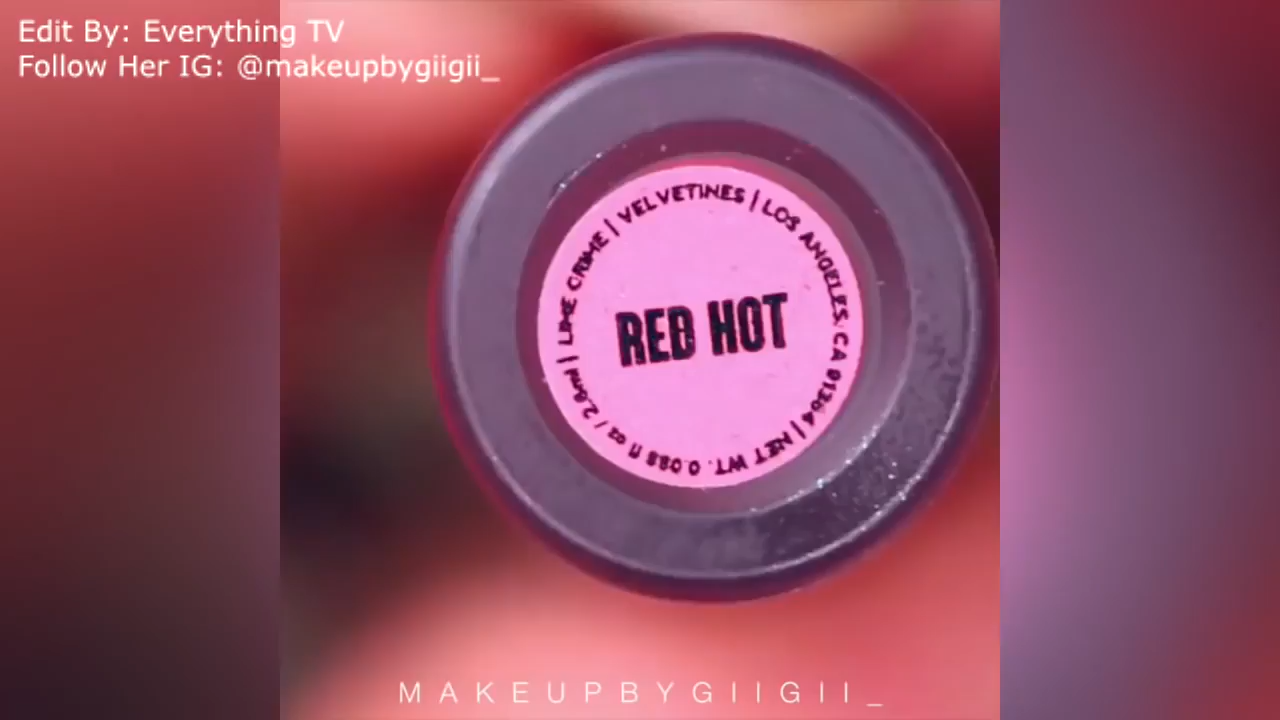 Edit By: Everything TV
Follow Her IG: @makeupbygiigii_
LIME CRIME | VELVETINES | LOS ANGELES, CA 91364 | NET WT. 0.088 fl oz / 2.6ml |
RED HOT
MAKEUPBYGIIGII_